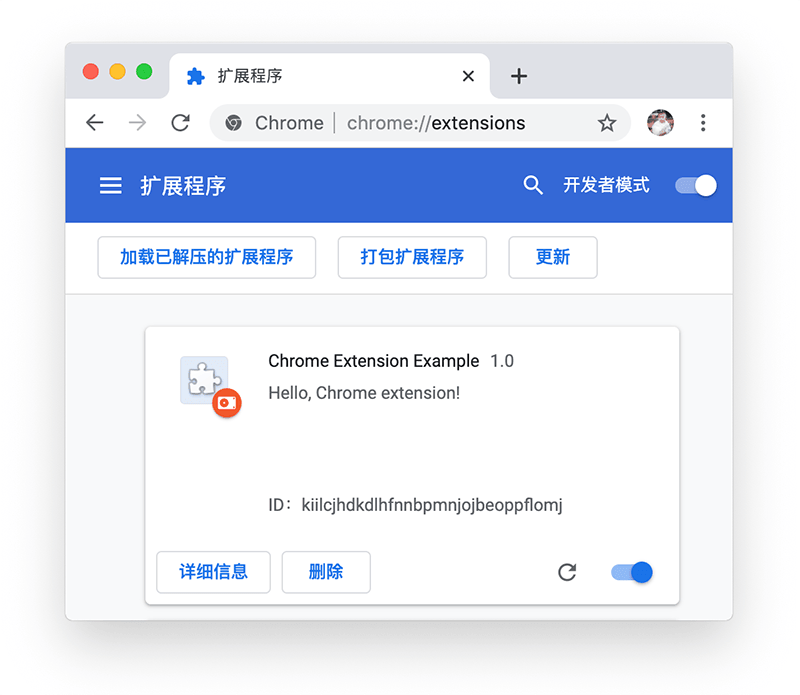 扩展程序
Chrome | chrome://extensions
扩展程序 开发者模式
加载已解压的扩展程序 打包扩展程序 更新
Chrome Extension Example 1.0
Hello, Chrome extension!
ID：kiilcjhdkdlhfnnbpmnjojbeoppflomj
详细信息 删除